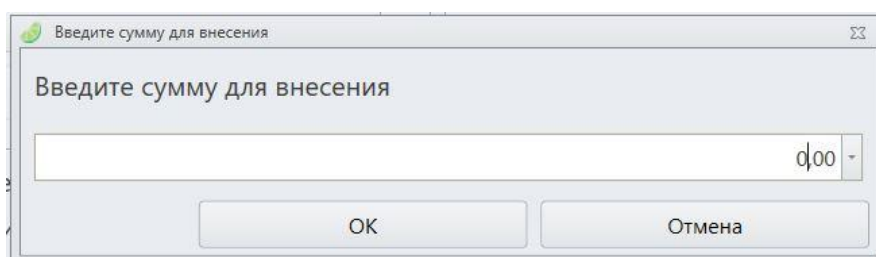 Введите сумму для внесения
Введите сумму для внесения
0,00
OK
Отмена